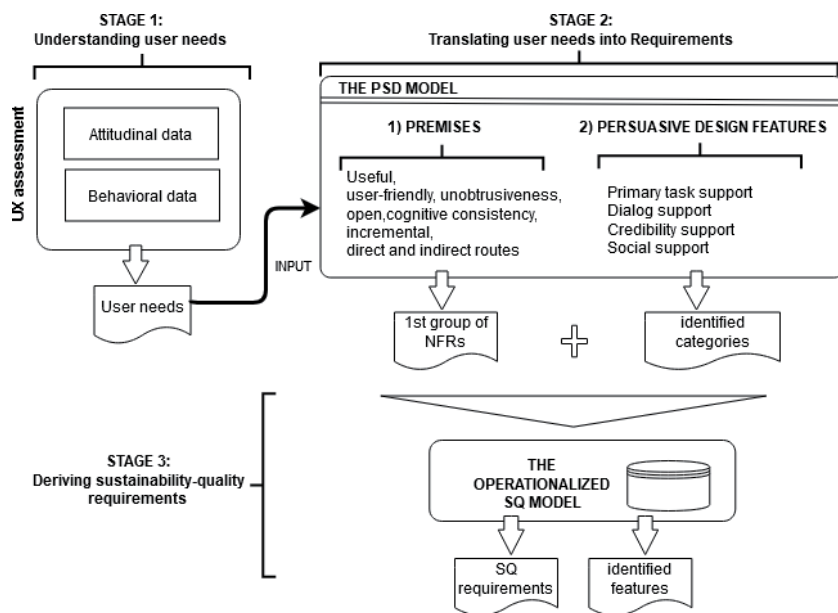 STAGE 1:
Understanding user needs
UX assessment
Attitudinal data
Behavioral data
User needs
INPUT
STAGE 2:
Translating user needs into Requirements
THE PSD MODEL
1) PREMISES
Useful,
user-friendly, unobtrusiveness,
open,cognitive consistency,
incremental,
direct and indirect routes
2) PERSUASIVE DESIGN FEATURES
Primary task support
Dialog support
Credibility support
Social support
1st group of
NFRs
identified
categories
STAGE 3:
Deriving sustainability-quality
requirements
THE
OPERATIONALIZED
SQ MODEL
SQ
requirements
identified
features